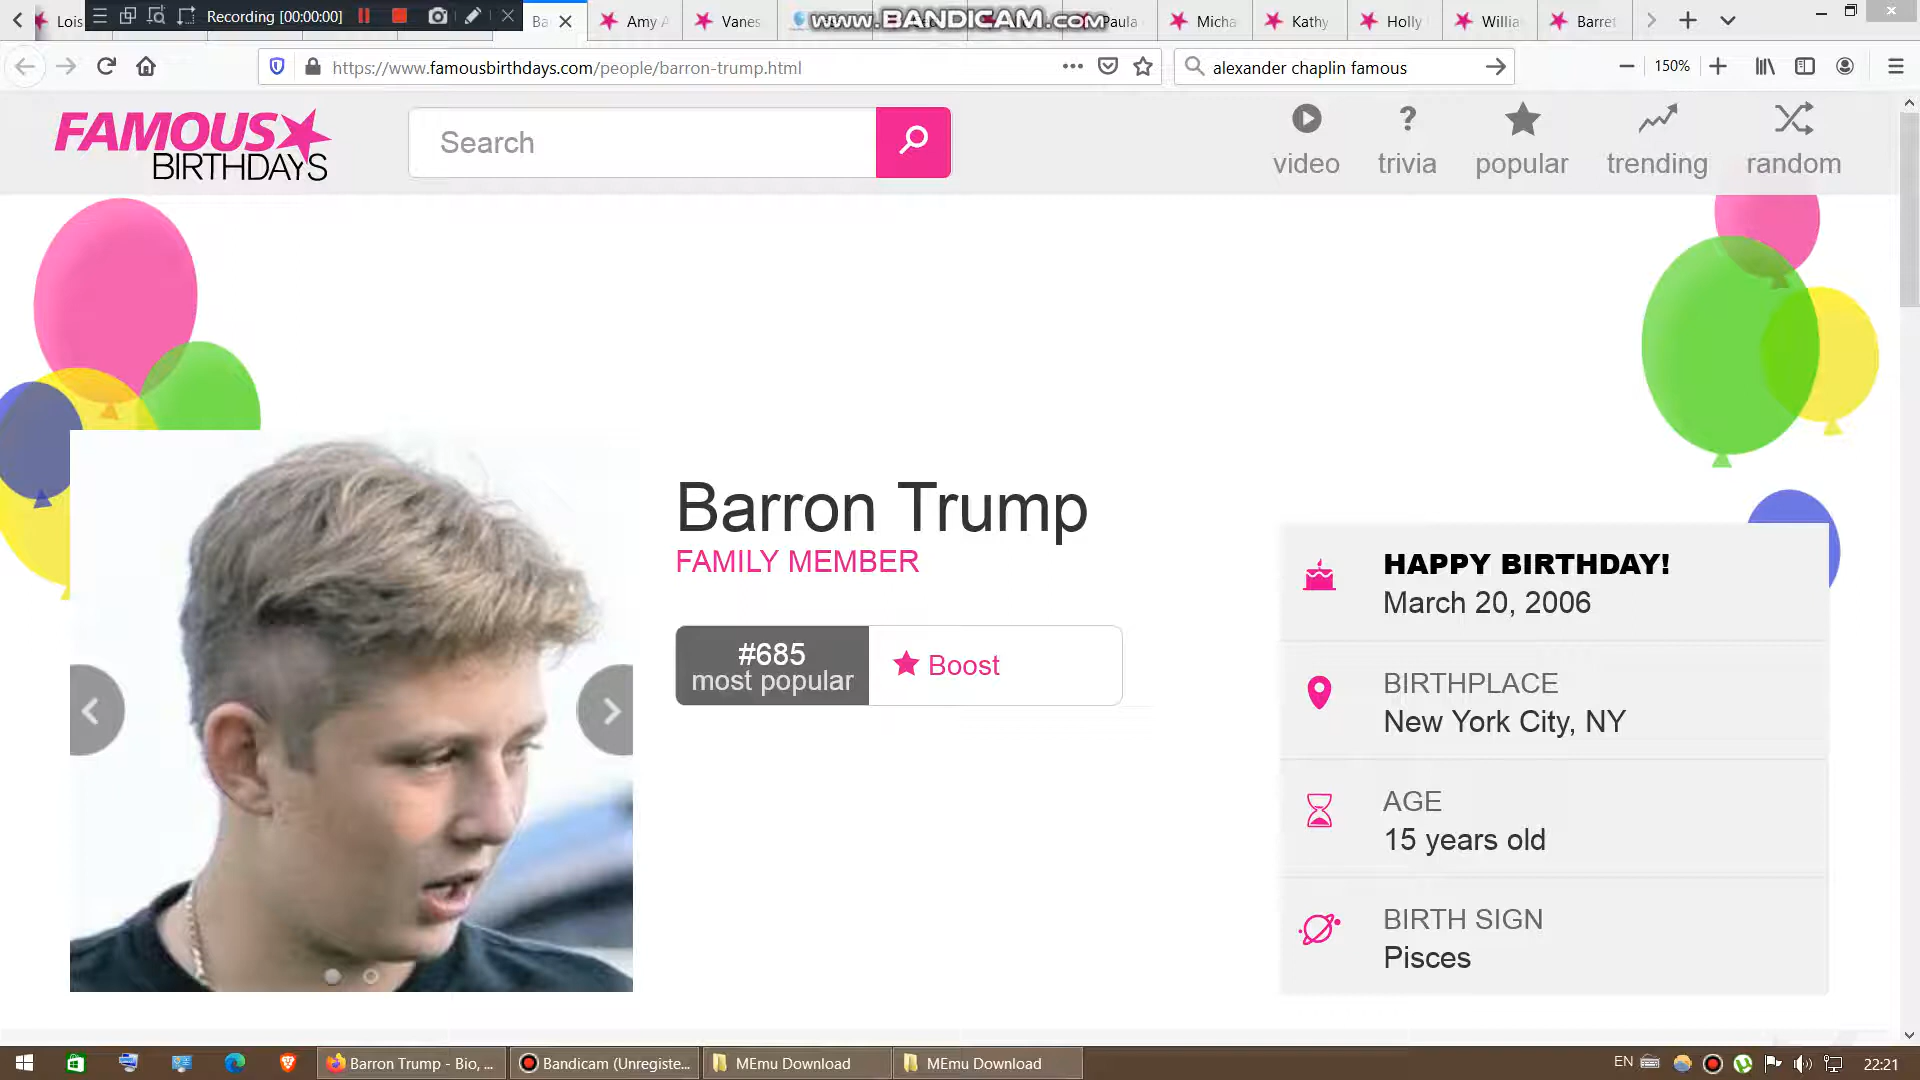 Lois
Recording [00:00:00]
Ba
Amy A
Vanes
www.BANDICAM.com
Paula
Micha
Kathy
Holly
Willia
Barret
https://www.famousbirthdays.com/people/barron-trump.html
alexander chaplin famous
150%
FAMOUS
BIRTHDAYS
Search
video
trivia
popular
trending
random
Barron Trump
FAMILY MEMBER
#685
most popular
Boost
HAPPY BIRTHDAY!
March 20, 2006
BIRTHPLACE
New York City, NY
AGE
15 years old
BIRTH SIGN
Pisces
Barron Trump - Bio, ...
Bandicam (Unregiste...
MEmu Download
MEmu Download
EN
22:21